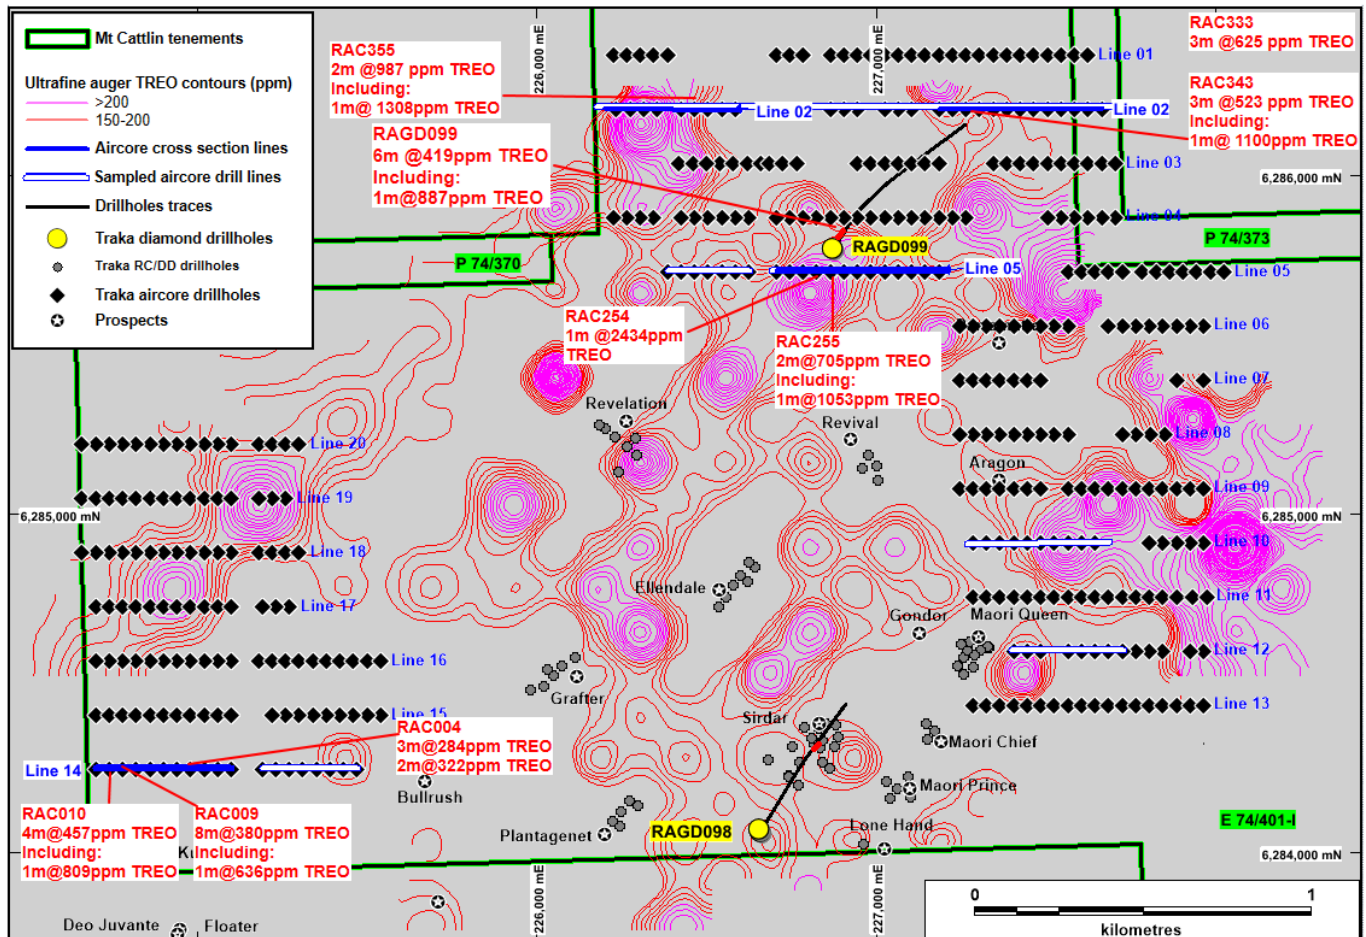 Mt Cattlin tenements
Ultrafine auger TREO contours (ppm)
>200
150-200
Aircore cross section lines
Sampled aircore drill lines
Drillholes traces
Traka diamond drillholes
Traka RC/DD drillholes
Traka aircore drillholes
Prospects
226,000 mE
227,000 mE
RAC355
2m @987 ppm TREO
Including:
1m@ 1308ppm TREO
RAC333
3m @625 ppm TREO
Line 01
RAC343
3m @523 ppm TREO
Including:
1m@ 1100ppm TREO
Line 02
Line 02
RAGD099
6m @419ppm TREO
Including:
1m@887ppm TREO
Line 03
6,286,000 mN
Line 04
P 74/373
RAGD099
P 74/370
Line 05
Line 05
RAC254
1m @2434ppm
TREO
RAC255
2m@705ppm TREO
Including:
1m@1053ppm TREO
Line 06
Line 07
Revelation
Revival
Line 08
Line 20
Aragon
Line 09
Line 19
6,285,000 mN
6,285,000 mN
Line 10
Line 18
Ellendale
Line 11
Line 17
Gondor
Maori Queen
Line 12
Line 16
Grafter
Line 13
Line 15
Sirdar
RAC004
3m@284ppm TREO
2m@322ppm TREO
Maori Chief
Line 14
Bullrush
Maori Prince
RAC010
4m@457ppm TREO
Including:
1m@809ppm TREO
RAC009
8m@380ppm TREO
Including:
1m@636ppm TREO
Plantagenet
RAGD098
Lone Hand
E 74/401-I
6,284,000 mN
226,000 mE
227,000 mE
0 1
kilometres
Deo Juvante
Floater